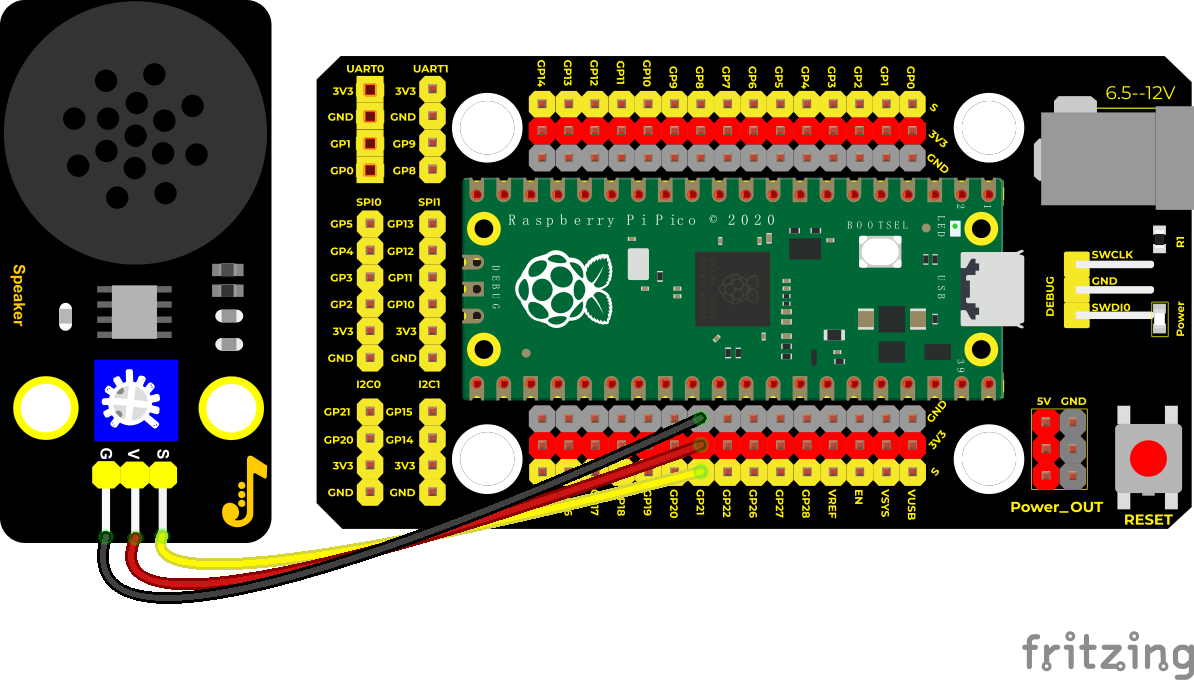 Speaker
G V S
UART0
3V3
GND
GP1
GP0
UART1
3V3
GND
GP9
GP8
SPI0
GP5
GP4
GP3
GP2
3V3
GND
SPI1
GP13
GP12
GP11
GP10
3V3
GND
I2C0
GP21
GP20
3V3
GND
I2C1
GP15
GP14
3V3
GND
GP14 GP13 GP12 GP11 GP10 GP9 GP8 GP7 GP6 GP5 GP4 GP3 GP2 GP1 GP0
S
3V3
GND
Raspberry Pi Pico © 2020
BOOTSEL
LED
2
1
DEBUG
USB
39
GND
3V3
S
GP19 GP20 GP21 GP22 GP26 GP27 GP28 VREF EN VSYS VUSB
6.5--12V
R1
SWCLK
GND
SWDI0
DEBUG
Power
5V GND
Power_OUT
RESET
fritzing